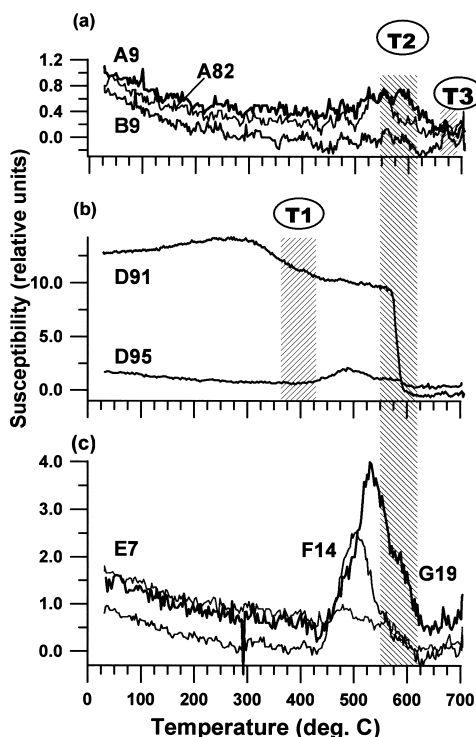 (a)
T2
A9
A82
T3
B9
1.2
0.8
0.4
0.0
Susceptibility (relative units)
(b)
T1
D91
D95
10.0
5.0
0.0
(c)
E7
F14
G19
4.0
3.0
2.0
1.0
0.0
0 100 200 300 400 500 600 700
Temperature (deg. C)